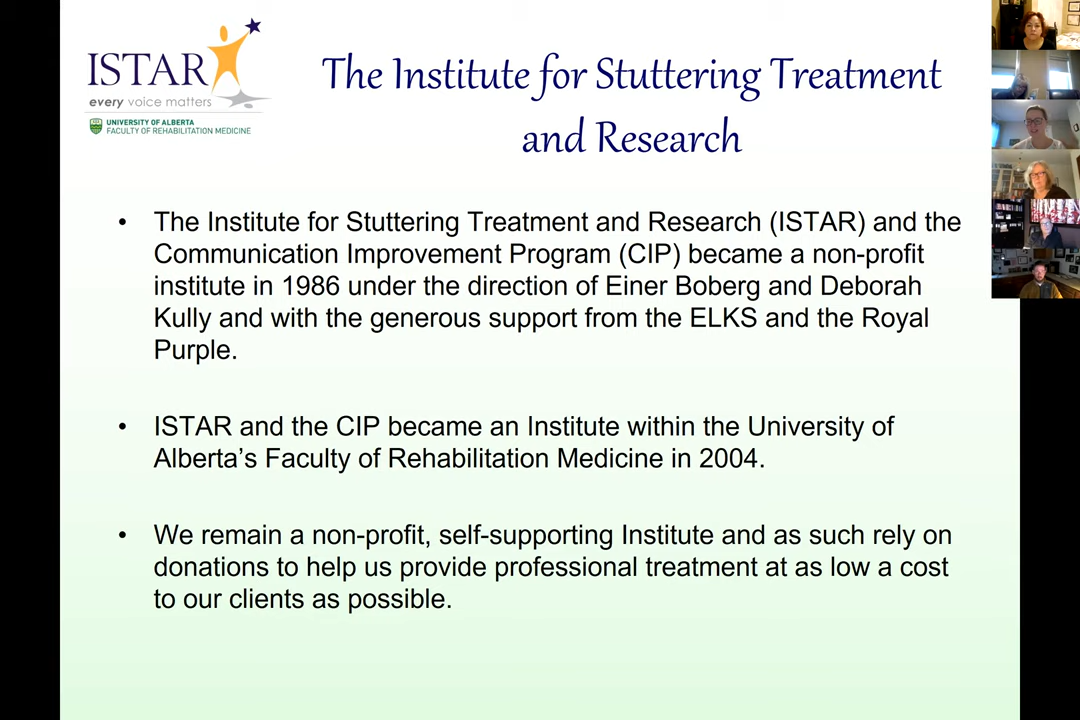 ISTAR
every voice matters
UNIVERSITY OF ALBERTA
FACULTY OF REHABILITATION MEDICINE
The Institute for Stuttering Treatment
and Research
• The Institute for Stuttering Treatment and Research (ISTAR) and the
Communication Improvement Program (CIP) became a non-profit
institute in 1986 under the direction of Einer Boberg and Deborah
Kully and with the generous support from the ELKS and the Royal
Purple.
• ISTAR and the CIP became an Institute within the University of
Alberta’s Faculty of Rehabilitation Medicine in 2004.
• We remain a non-profit, self-supporting Institute and as such rely on
donations to help us provide professional treatment at as low a cost
to our clients as possible.